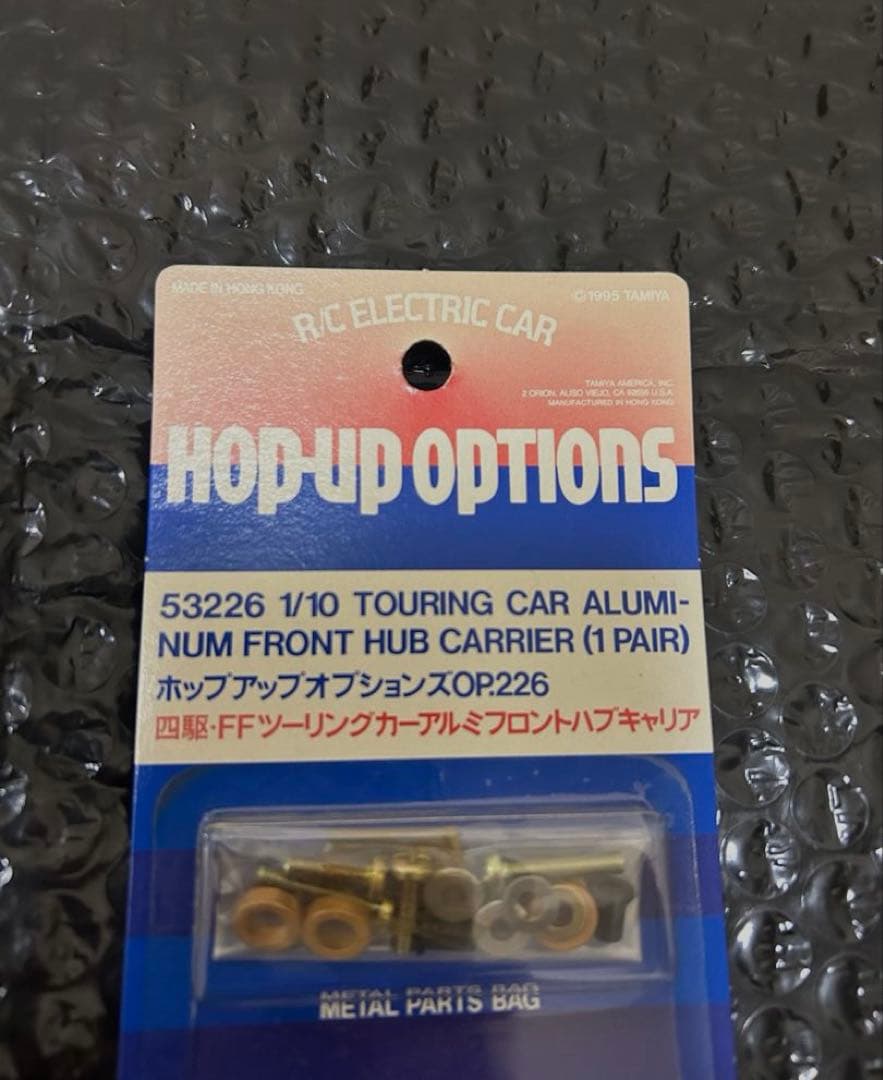 MADE IN HONG KONG
©1995 TAMIYA
R/C ELECTRIC CAR
TAMIYA AMERICA, INC.
2 ORION, ALISO VIEJO, CA 92656 U.S.A
MANUFACTURED IN HONG KONG
HOP-UP OPTIONS
53226 1/10 TOURING CAR ALUMI-
NUM FRONT HUB CARRIER (1 PAIR)
ホップアップオプションズOP.226
四駆・FFツーリングカーアルミフロントハブキャリア
METAL PARTS BAG